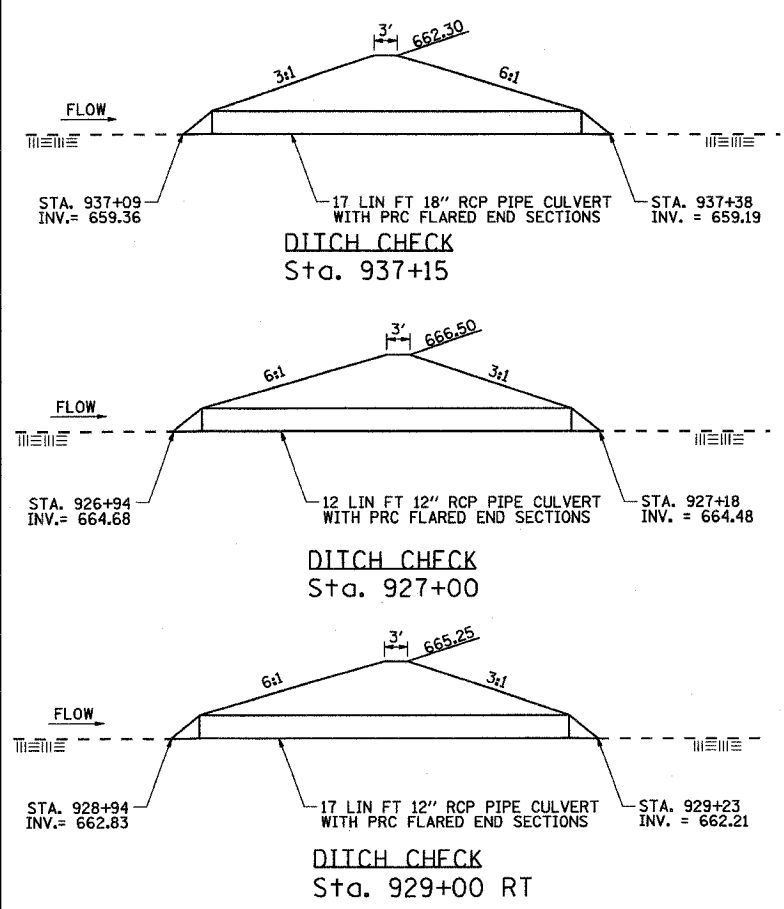 3'
662.30
3:1
6:1
FLOW
STA. 937+09
INV.= 659.36
17 LIN FT 18" RCP PIPE CULVERT
WITH PRC FLARED END SECTIONS
STA. 937+38
INV. = 659.19
DITCH CHECK
Sta. 937+15
3'
666.50
6:1
3:1
FLOW
STA. 926+94
INV.= 664.68
12 LIN FT 12" RCP PIPE CULVERT
WITH PRC FLARED END SECTIONS
STA. 927+18
INV. = 664.48
DITCH CHECK
Sta. 927+00
3'
665.25
6:1
3:1
FLOW
STA. 928+94
INV.= 662.83
17 LIN FT 12" RCP PIPE CULVERT
WITH PRC FLARED END SECTIONS
STA. 929+23
INV. = 662.21
DITCH CHECK
Sta. 929+00 RT